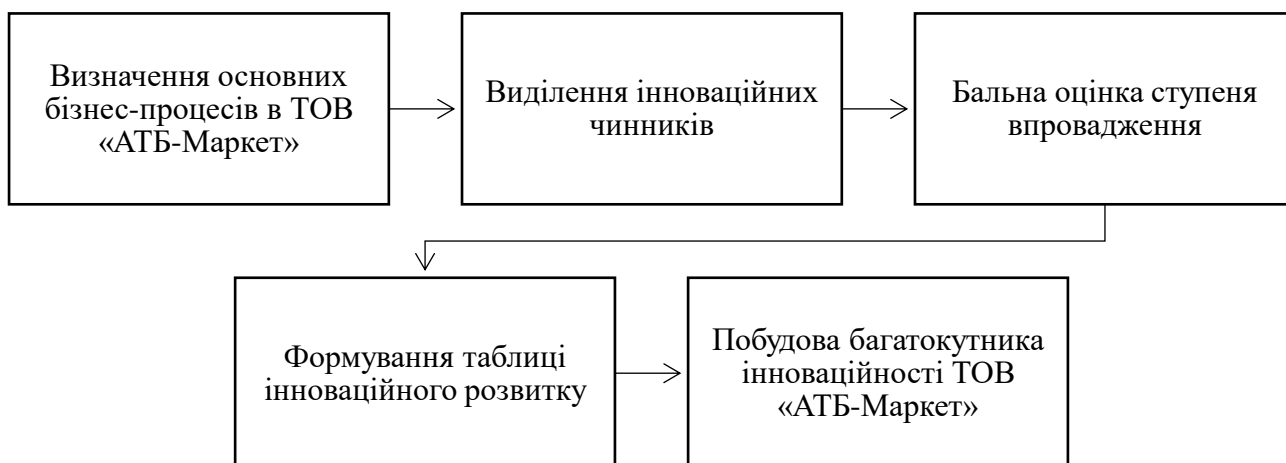 Визначення основних
бізнес-процесів в ТОВ
«АТБ-Маркет»
Виділення інноваційних
чинників
Бальна оцінка ступеня
впровадження
Формування таблиці
інноваційного розвитку
Побудова багатокутника
інноваційності ТОВ
«АТБ-Маркет»